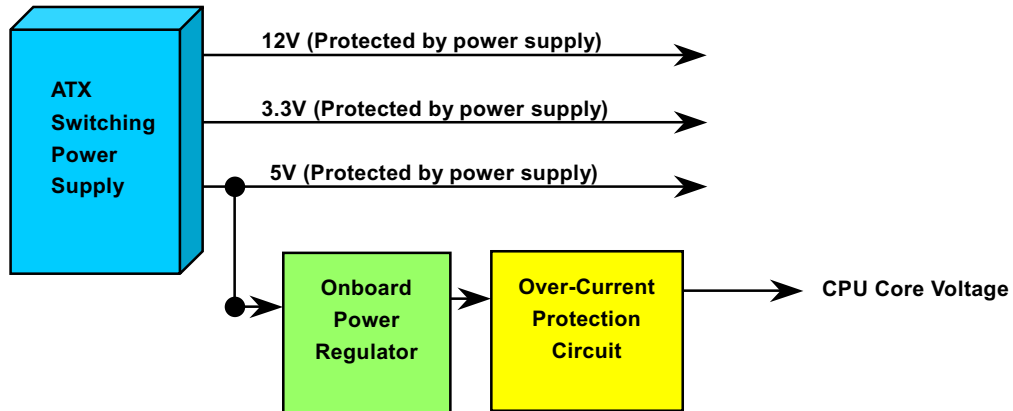 12V (Protected by power supply)
ATX
Switching
Power
Supply
3.3V (Protected by power supply)
5V (Protected by power supply)
Onboard
Power
Regulator
Over-Current
Protection
Circuit
CPU Core Voltage